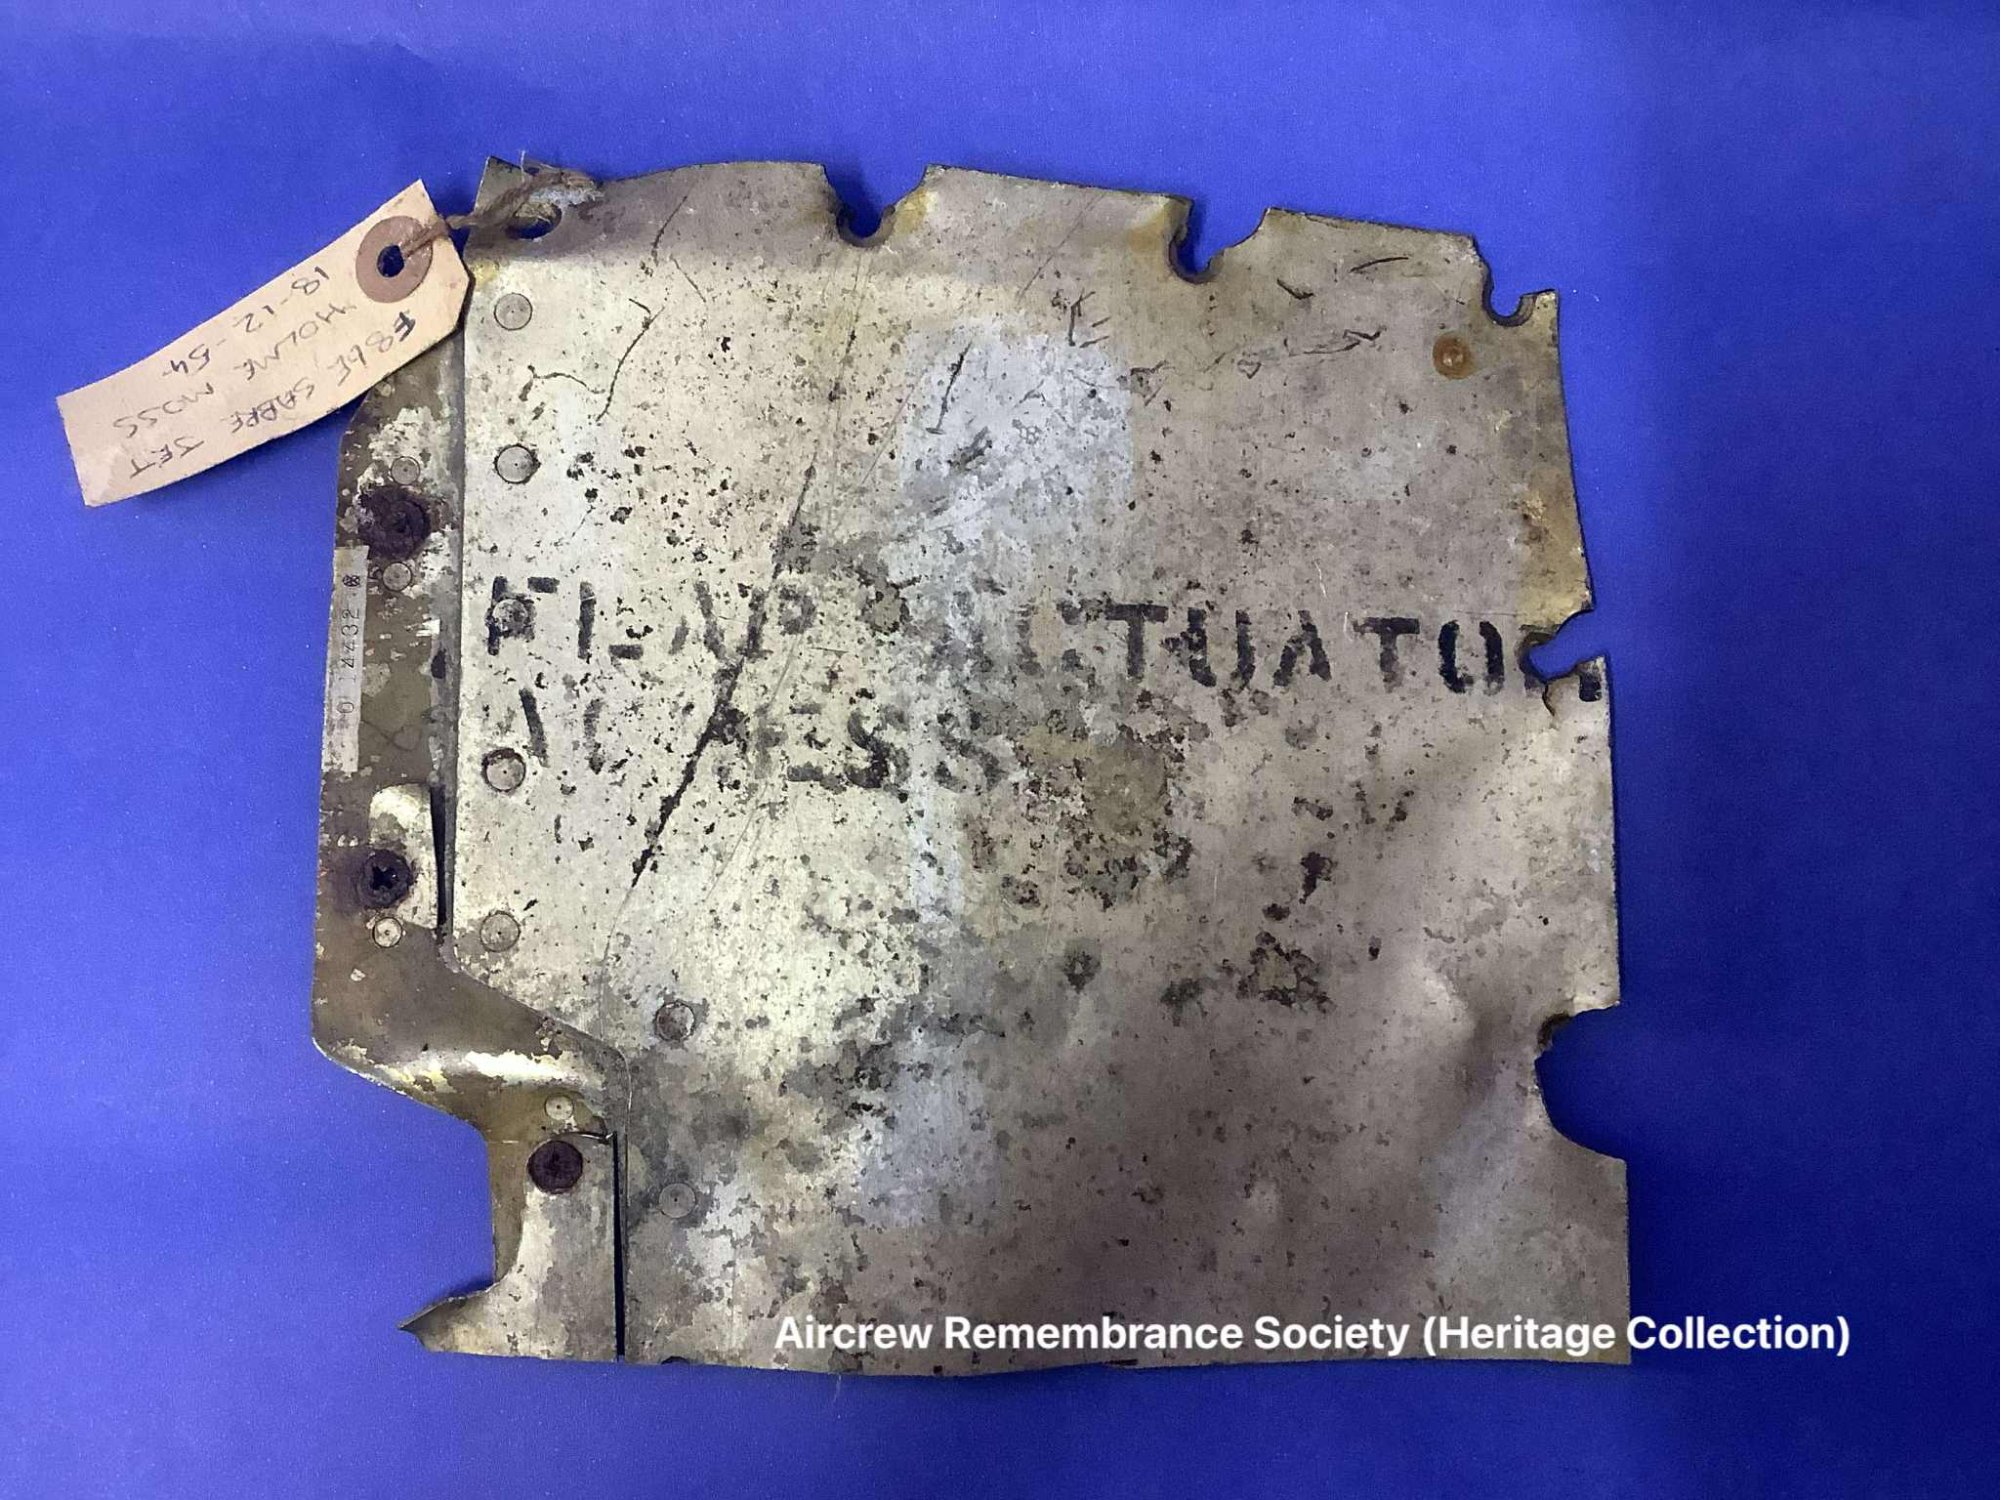 F86E SABRE JET
HOLME MOSS
18-12-54
FLAP ACTUATOR
ACCESS
Aircrew Remembrance Society (Heritage Collection)